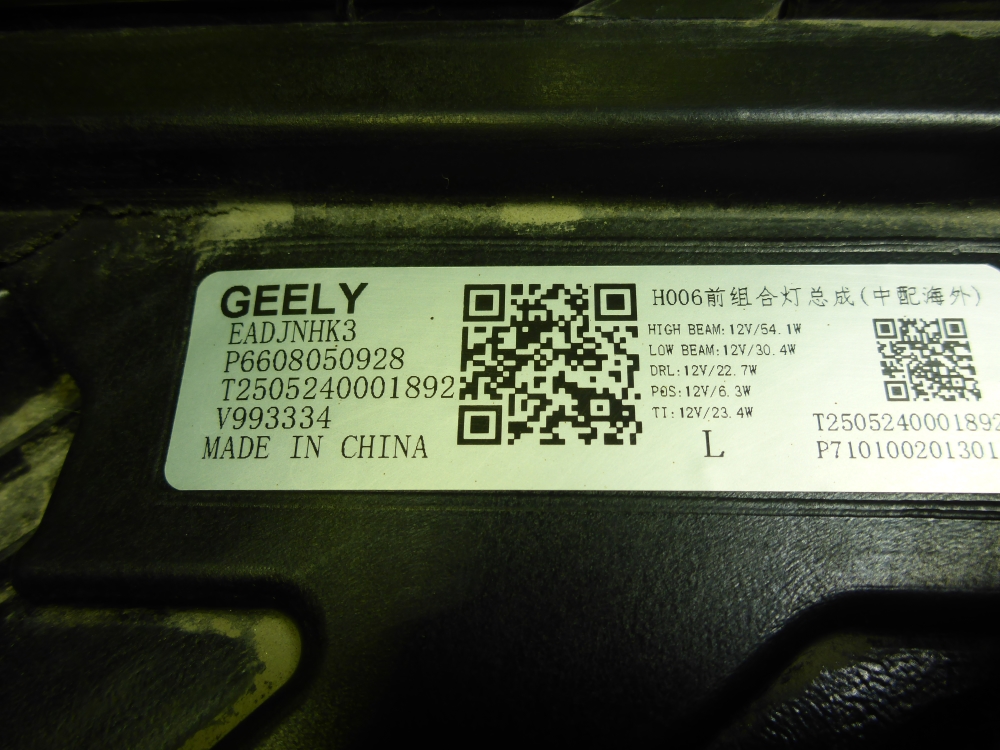 GEELY
EADJNHK3
P6608050928
T2505240001892
V993334
MADE IN CHINA
H006前组合灯总成(中配海外)
HIGH BEAM:12V/54.1W
LOW BEAM:12V/30.4W
DRL:12V/22.7W
POS:12V/6.3W
TI:12V/23.4W
L
T2505240001892
P710100201301